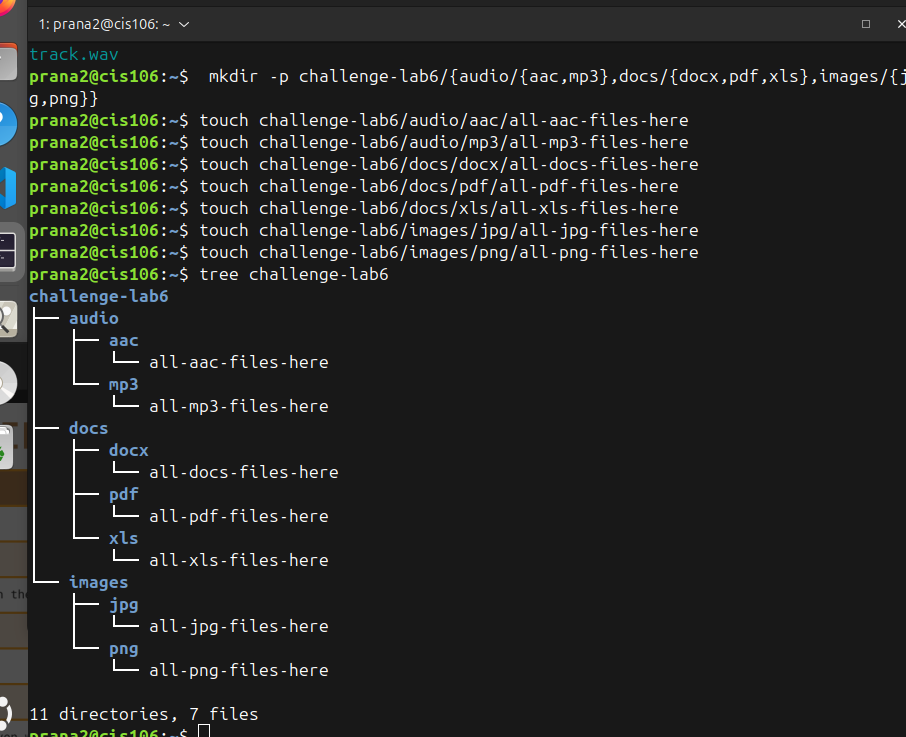 1: prana2@cis106: ~
track.wav
prana2@cis106:~$  mkdir -p challenge-lab6/{audio/{aac,mp3},docs/{docx,pdf,xls},images/{j
g,png}}
prana2@cis106:~$ touch challenge-lab6/audio/aac/all-aac-files-here
prana2@cis106:~$ touch challenge-lab6/audio/mp3/all-mp3-files-here
prana2@cis106:~$ touch challenge-lab6/docs/docx/all-docs-files-here
prana2@cis106:~$ touch challenge-lab6/docs/pdf/all-pdf-files-here
prana2@cis106:~$ touch challenge-lab6/docs/xls/all-xls-files-here
prana2@cis106:~$ touch challenge-lab6/images/jpg/all-jpg-files-here
prana2@cis106:~$ touch challenge-lab6/images/png/all-png-files-here
prana2@cis106:~$ tree challenge-lab6
challenge-lab6
├── audio
│   ├── aac
│   │   └── all-aac-files-here
│   └── mp3
│       └── all-mp3-files-here
├── docs
│   ├── docx
│   │   └── all-docs-files-here
│   ├── pdf
│   │   └── all-pdf-files-here
│   └── xls
│       └── all-xls-files-here
└── images
    ├── jpg
    │   └── all-jpg-files-here
    └── png
        └── all-png-files-here

11 directories, 7 files
prana2@cis106:~$